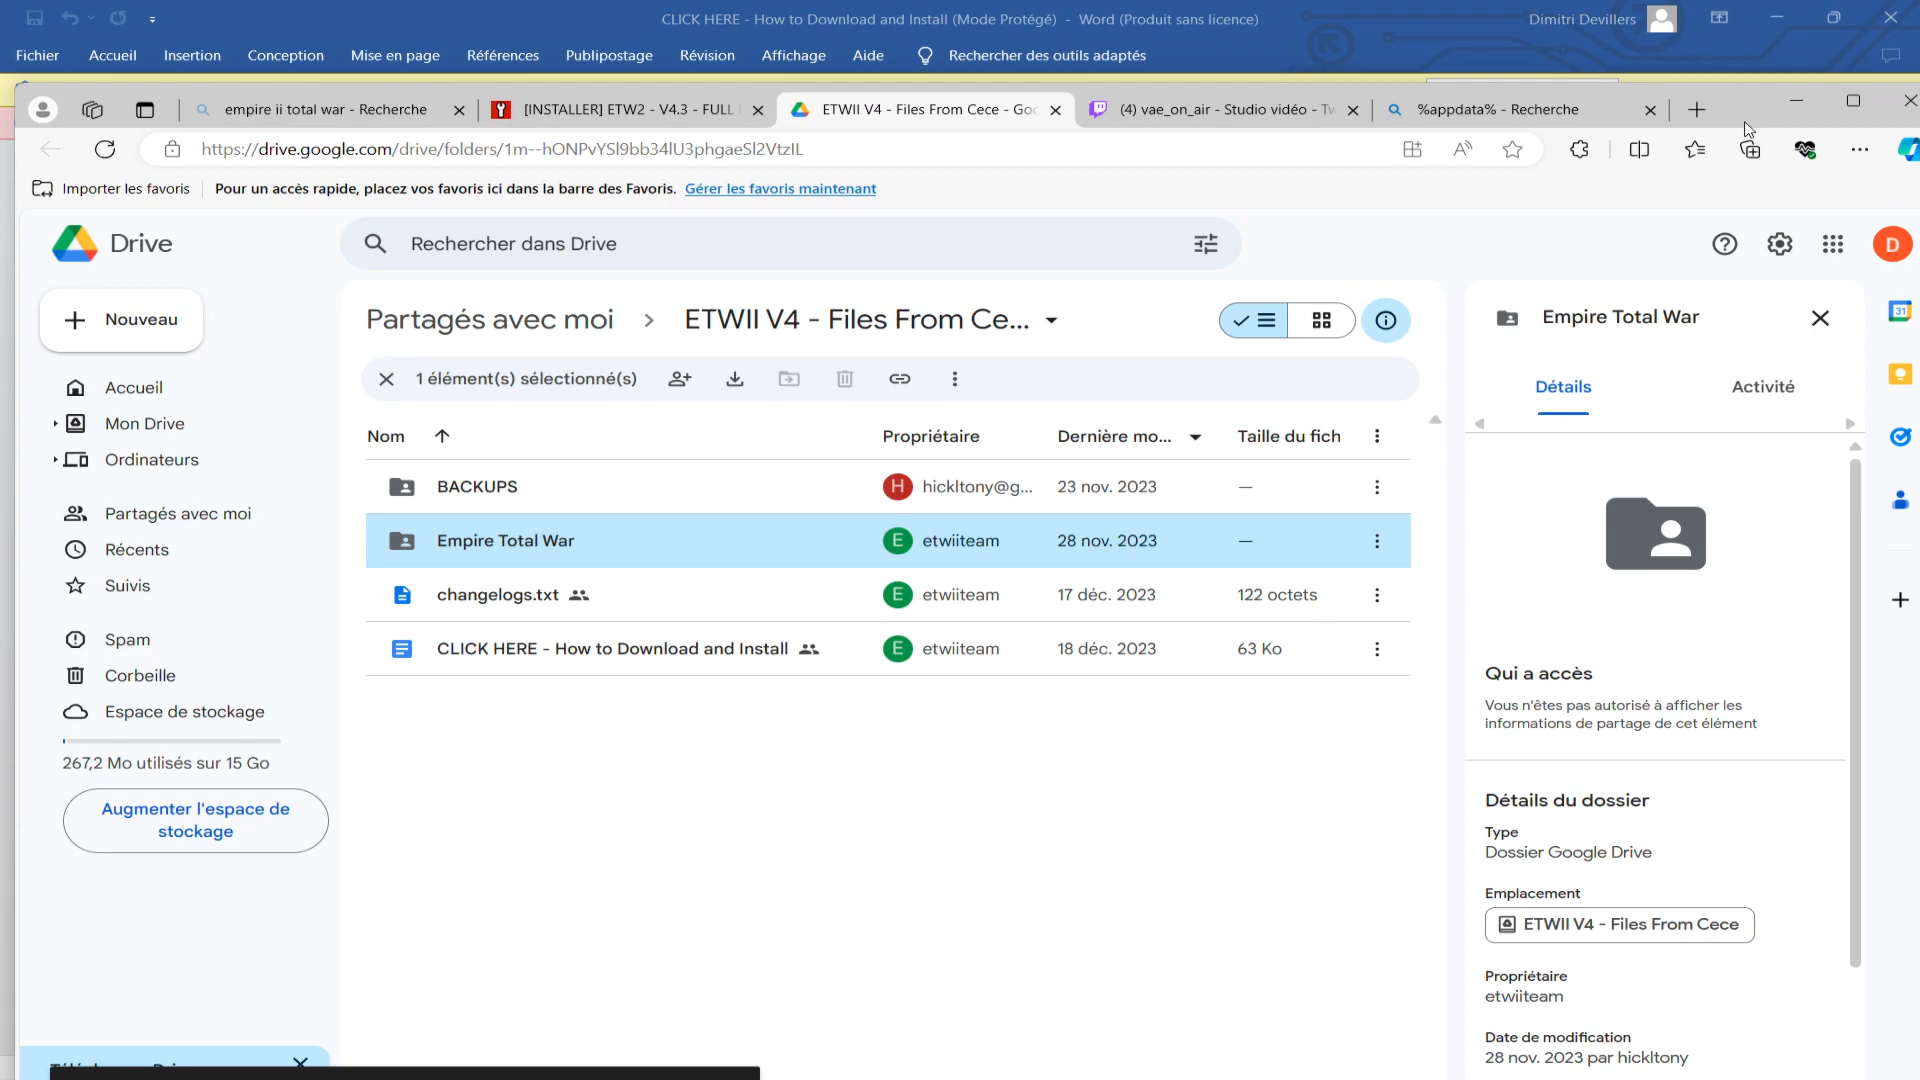 CLICK HERE - How to Download and Install (Mode Protégé) - Word (Produit sans licence)
Dimitri Devillers
Fichier Accueil Insertion Conception Mise en page Références Publipostage Révision Affichage Aide Rechercher des outils adaptés
empire ii total war - Recherche
[INSTALLER] ETW2 - V4.3 - FULL
ETWII V4 - Files From Cece - Goo
(4) vae_on_air - Studio vidéo - Tw
%appdata% - Recherche
https://drive.google.com/drive/folders/1m--hONPvYSl9bb34lU3phgaeSl2VtzIL
Importer les favoris
Pour un accès rapide, placez vos favoris ici dans la barre des Favoris. Gérer les favoris maintenant
Drive
Rechercher dans Drive
D
Nouveau
Accueil
Mon Drive
Ordinateurs
Partagés avec moi
Récents
Suivis
Spam
Corbeille
Espace de stockage
267,2 Mo utilisés sur 15 Go
Augmenter l'espace de
stockage
Partagés avec moi > ETWII V4 - Files From Ce...
1 élément(s) sélectionné(s)
Nom Propriétaire Dernière mo... Taille du fich
BACKUPS H hickltony@g... 23 nov. 2023 —
Empire Total War E etwiiteam 28 nov. 2023 —
changelogs.txt E etwiiteam 17 déc. 2023 122 octets
CLICK HERE - How to Download and Install E etwiiteam 18 déc. 2023 63 Ko
Empire Total War
Détails Activité
Qui a accès
Vous n'êtes pas autorisé à afficher les
informations de partage de cet élément
Détails du dossier
Type
Dossier Google Drive
Emplacement
ETWII V4 - Files From Cece
Propriétaire
etwiiteam
Date de modification
28 nov. 2023 par hickltony
31